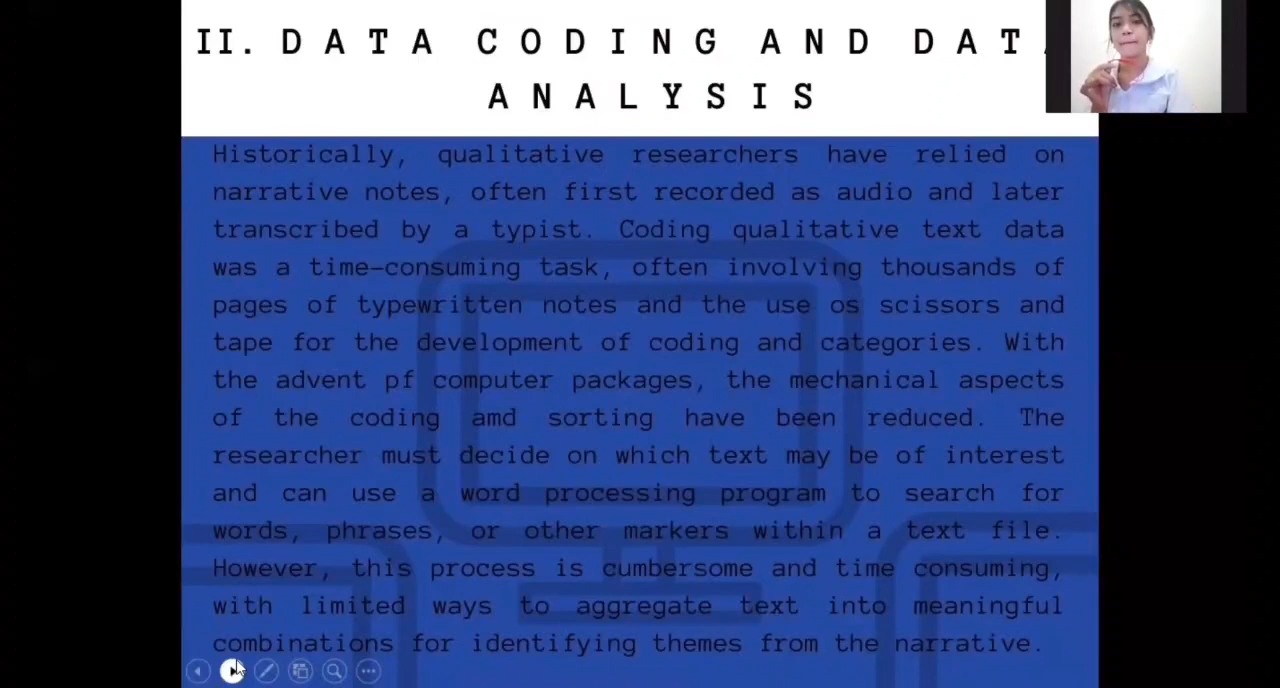 II. DATA CODING AND DATA
ANALYSIS
Historically, qualitative researchers have relied on
narrative notes, often first recorded as audio and later
transcribed by a typist. Coding qualitative text data
was a time-consuming task, often involving thousands of
pages of typewritten notes and the use os scissors and
tape for the development of coding and categories. With
the advent pf computer packages, the mechanical aspects
of the coding amd sorting have been reduced. The
researcher must decide on which text may be of interest
and can use a word processing program to search for
words, phrases, or other markers within a text file.
However, this process is cumbersome and time consuming,
with limited ways to aggregate text into meaningful
combinations for identifying themes from the narrative.